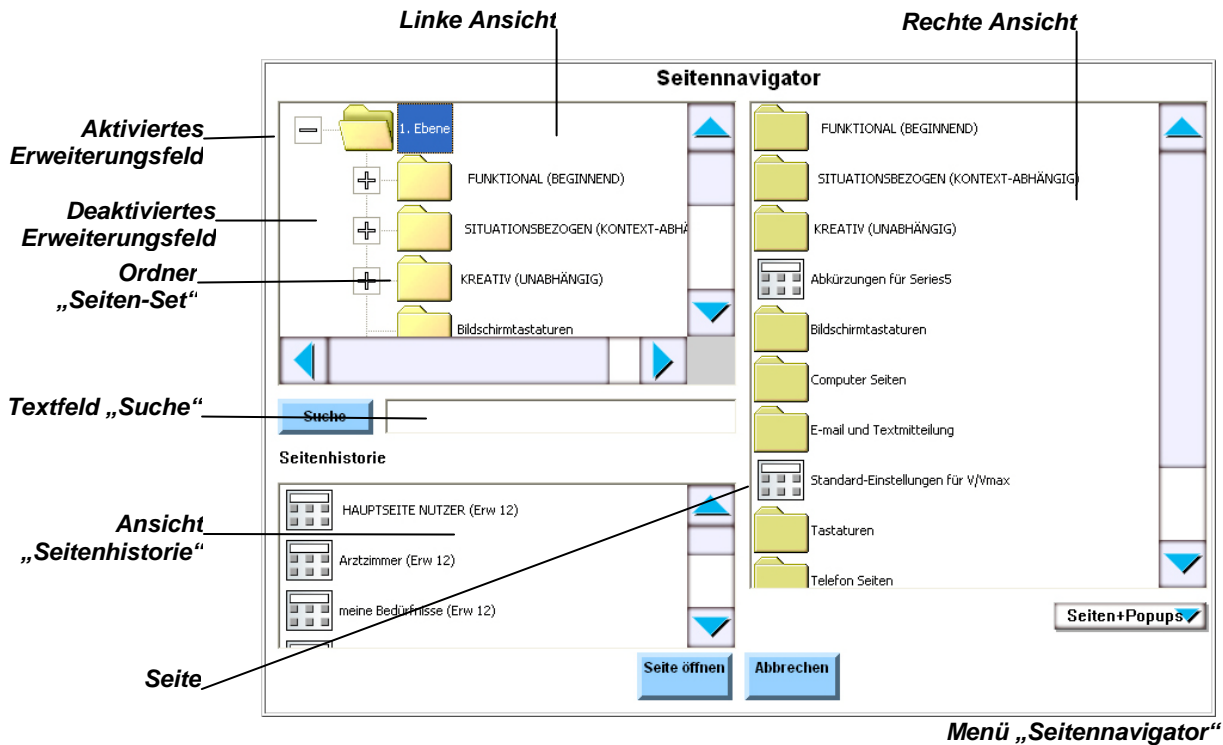 Linke Ansicht
Rechte Ansicht
Seitennavigator
Aktiviertes
Erweiterungsfeld
Deaktiviertes
Erweiterungsfeld
Ordner
„Seiten-Set“
Textfeld „Suche“
Ansicht
„Seitenhistorie“
Seite
1. Ebene
FUNKTIONAL (BEGINNEND)
SITUATIONSBEZOGEN (KONTEXT-ABHÄ
KREATIV (UNABHÄNGIG)
Bildschirmtastaturen
Suche
Seitenhistorie
HAUPTSEITE NUTZER (Erw 12)
Arztzimmer (Erw 12)
meine Bedürfnisse (Erw 12)
FUNKTIONAL (BEGINNEND)
SITUATIONSBEZOGEN (KONTEXT-ABHÄNGIG)
KREATIV (UNABHÄNGIG)
Abkürzungen für Series5
Bildschirmtastaturen
Computer Seiten
E-mail und Textmitteilung
Standard-Einstellungen für V/Vmax
Tastaturen
Telefon Seiten
Seiten+Popups
Seite öffnen
Abbrechen
Menü „Seitennavigator“